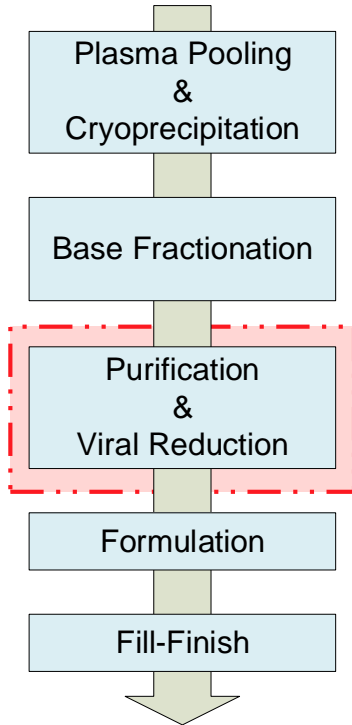 Plasma Pooling
&
Cryoprecipitation
Base Fractionation
Purification
&
Viral Reduction
Formulation
Fill-Finish